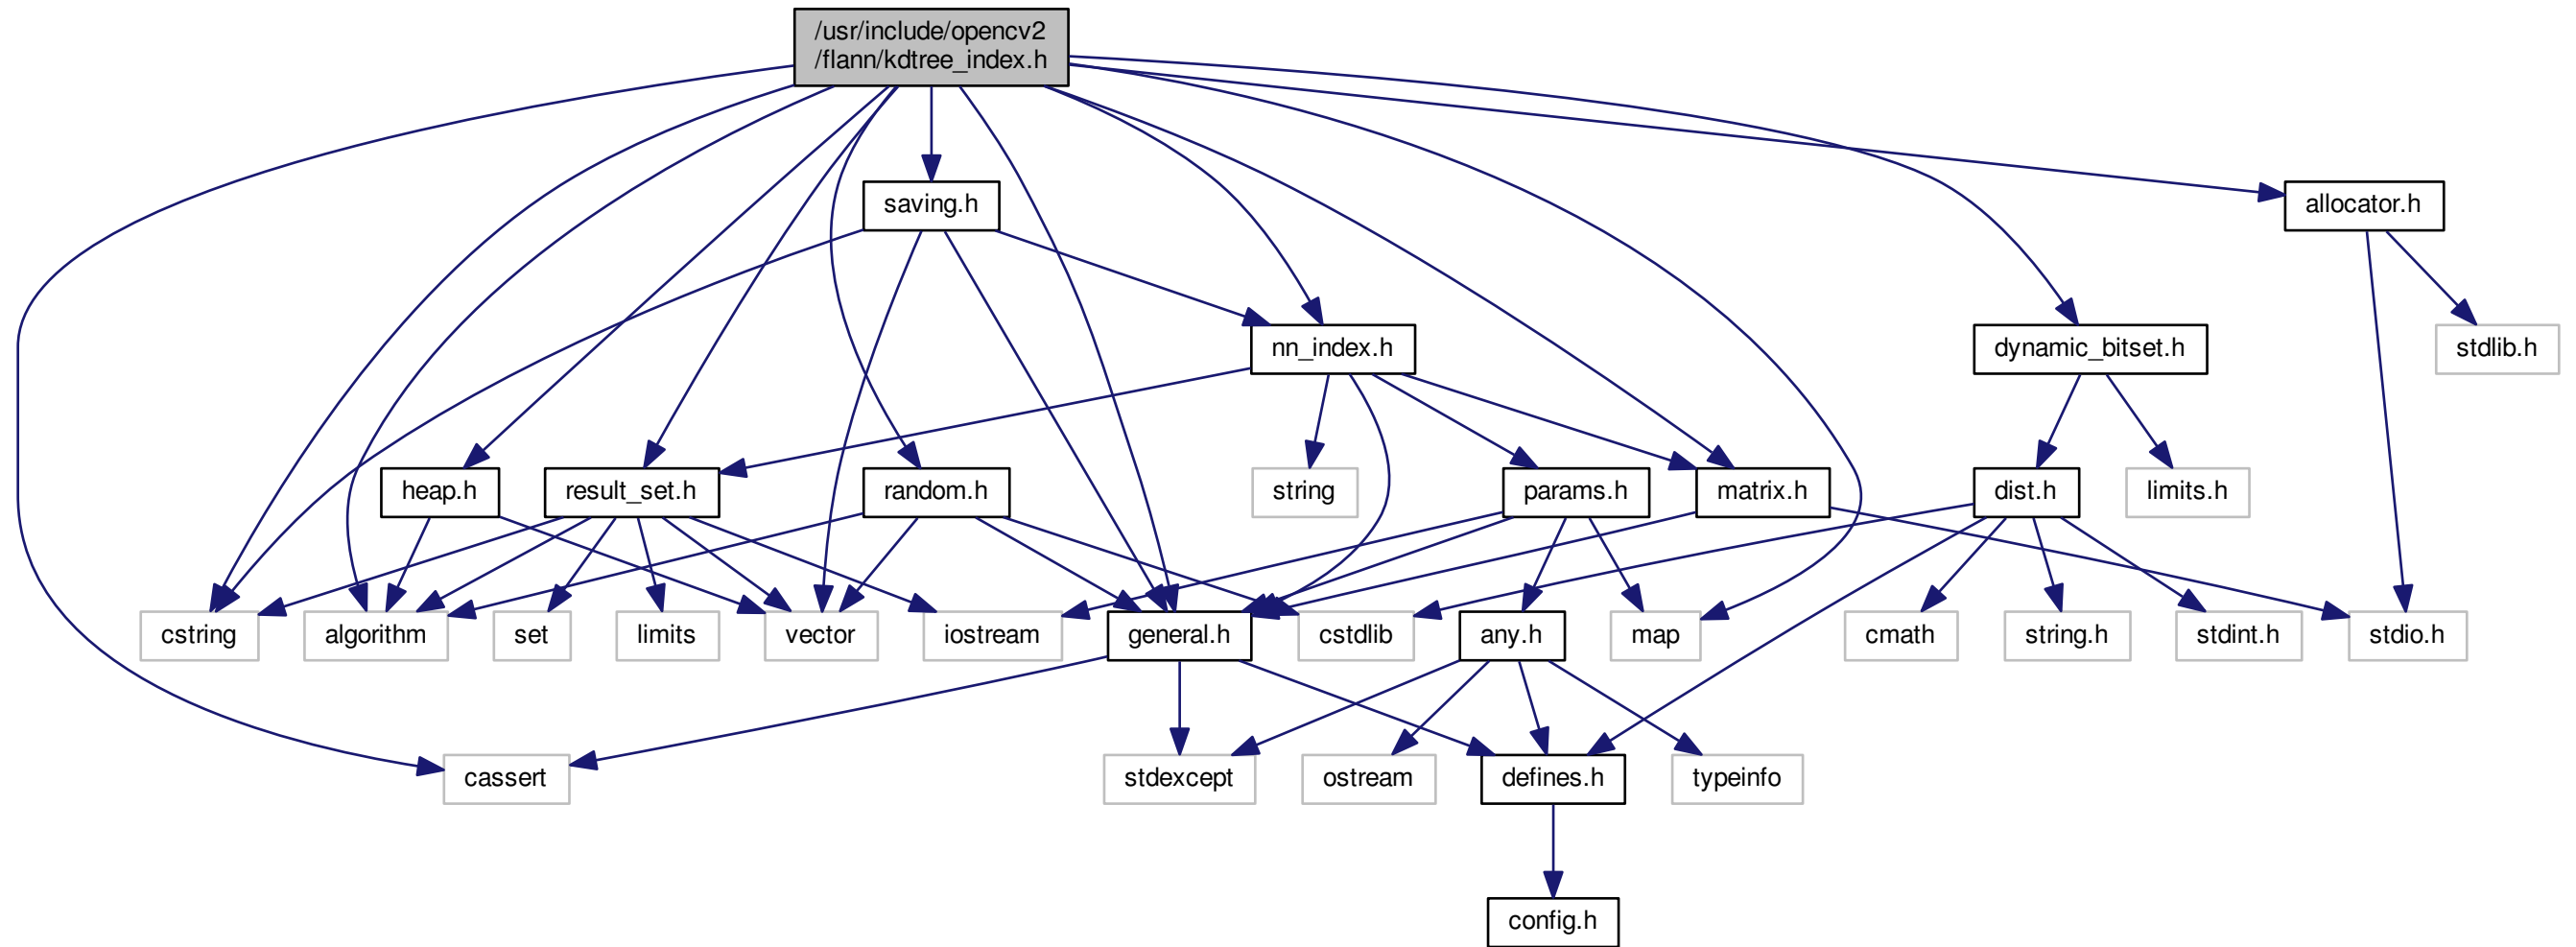 /usr/include/opencv2
/flann/kdtree_index.h
saving.h
allocator.h
nn_index.h
dynamic_bitset.h
stdlib.h
heap.h
result_set.h
random.h
string
params.h
matrix.h
dist.h
limits.h
cstring
algorithm
set
limits
vector
iostream
general.h
cstdlib
any.h
map
cmath
string.h
stdint.h
stdio.h
cassert
stdexcept
ostream
defines.h
typeinfo
config.h